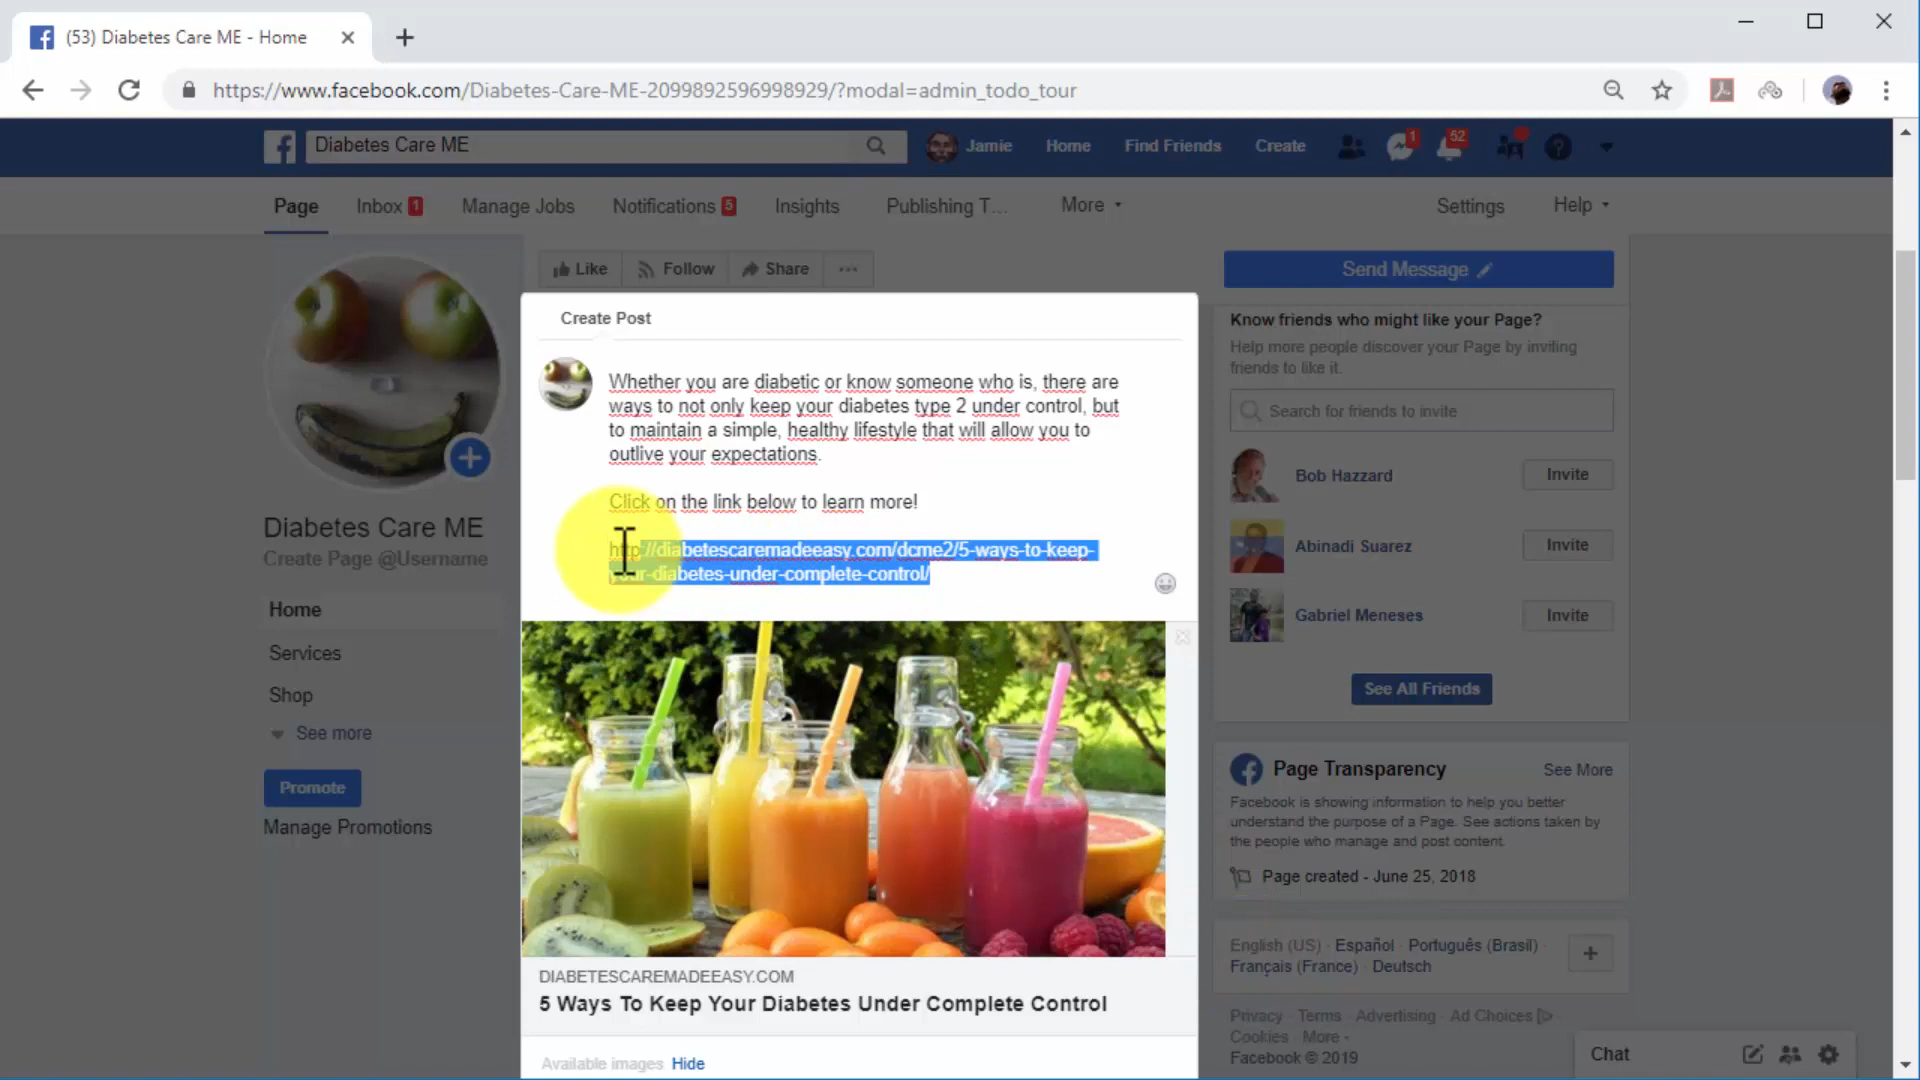 (53) Diabetes Care ME - Home
https://www.facebook.com/Diabetes-Care-ME-2099892596998929/?modal=admin_todo_tour
Diabetes Care ME
Jamie
Home
Find Friends
Create
1
52
Page
Inbox 1
Manage Jobs
Notifications 5
Insights
Publishing T...
More
Settings
Help
Like
Follow
Share
Send Message
Diabetes Care ME
Create Page @Username
Home
Services
Shop
See more
Promote
Manage Promotions
Create Post
Whether you are diabetic or know someone who is, there are
ways to not only keep your diabetes type 2 under control, but
to maintain a simple, healthy lifestyle that will allow you to
outlive your expectations.
Click on the link below to learn more!
http://diabetescaremadeeasy.com/dcme2/5-ways-to-keep-
your-diabetes-under-complete-control/
DIABETESCAREMADEEASY.COM
5 Ways To Keep Your Diabetes Under Complete Control
Available images Hide
Know friends who might like your Page?
Help more people discover your Page by inviting
friends to like it.
Search for friends to invite
Bob Hazzard
Invite
Abinadi Suarez
Invite
Gabriel Meneses
Invite
See All Friends
Page Transparency
See More
Facebook is showing information to help you better
understand the purpose of a Page. See actions taken by
the people who manage and post content.
Page created - June 25, 2018
English (US) · Español · Português (Brasil) ·
Français (France) · Deutsch
Privacy · Terms · Advertising · Ad Choices ·
Cookies · More
Facebook © 2019
Chat